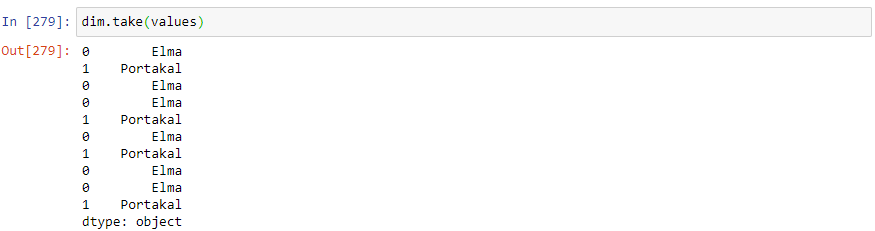 In [279]: dim.take(values)
Out[279]: 0 Elma
1 Portakal
0 Elma
0 Elma
1 Portakal
0 Elma
1 Portakal
0 Elma
0 Elma
1 Portakal
dtype: object